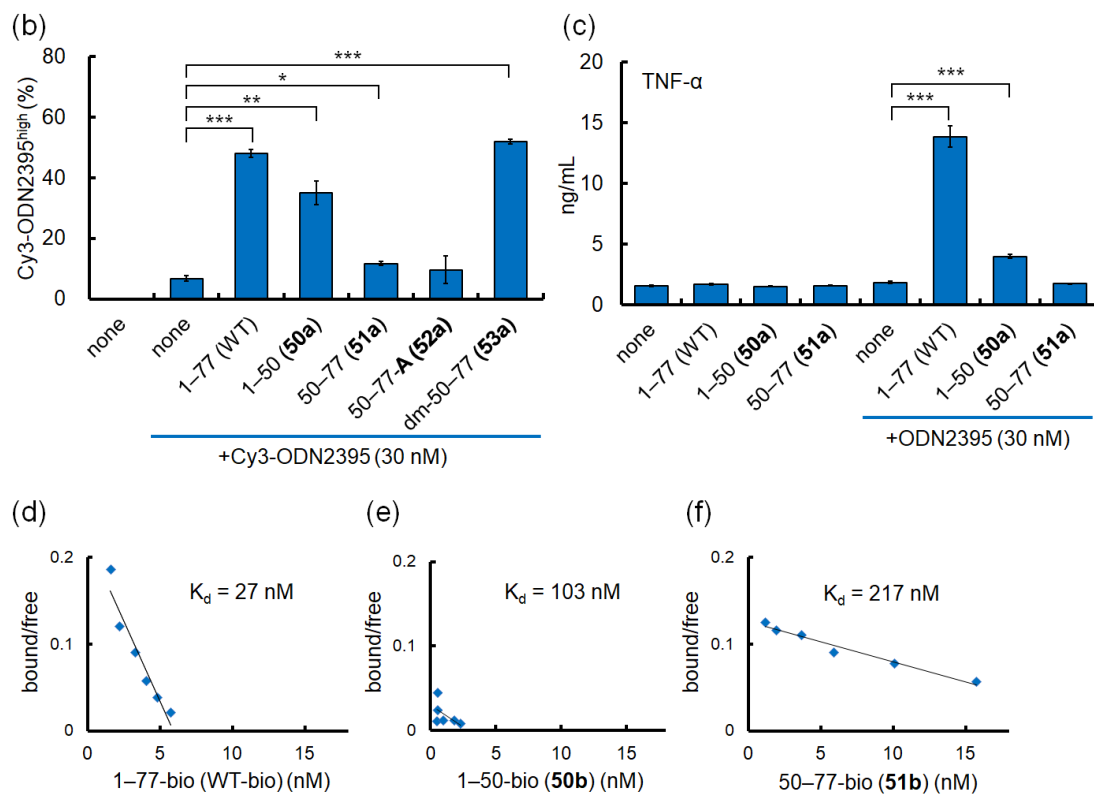 (b)
Cy3-ODN2395high (%)
80
60
40
20
0
***
*
**
***
none
none
1–77 (WT)
1–50 (50a)
50–77 (51a)
50–77-A (52a)
dm-50–77 (53a)
+Cy3-ODN2395 (30 nM)
(c)
TNF-α
ng/mL
20
15
10
5
0
***
***
none
1–77 (WT)
1–50 (50a)
50–77 (51a)
none
1–77 (WT)
1–50 (50a)
50–77 (51a)
+ODN2395 (30 nM)
(d)
bound/free
0.2
0.1
0
Kd = 27 nM
0 5 10 15
1–77-bio (WT-bio) (nM)
(e)
bound/free
0.2
0.1
0
Kd = 103 nM
0 5 10 15
1–50-bio (50b) (nM)
(f)
bound/free
0.2
0.1
0
Kd = 217 nM
0 5 10 15
50–77-bio (51b) (nM)